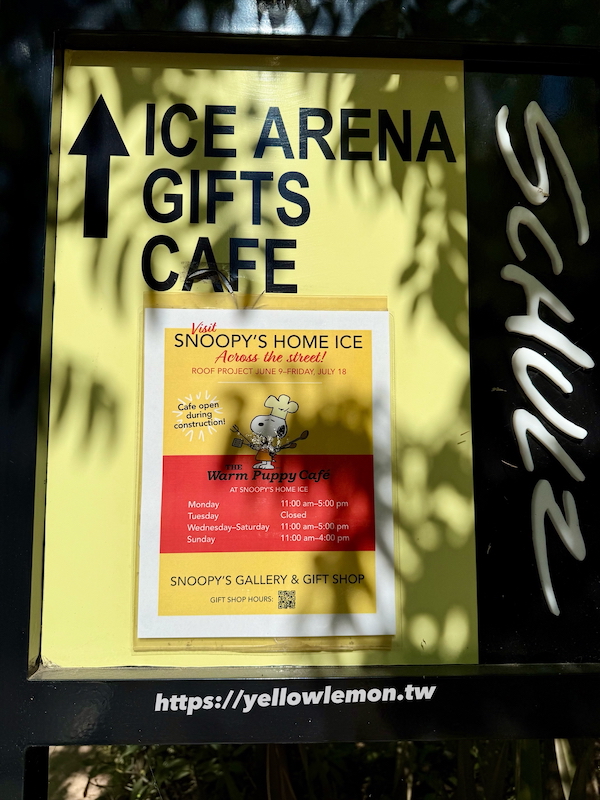 ICE ARENA
GIFTS
CAFE
SCHULZ
Visit
SNOOPY'S HOME ICE
Across the street!
ROOF PROJECT JUNE 9–FRIDAY, JULY 18
Cafe open
during
construction!
THE
Warm Puppy Café
AT SNOOPY'S HOME ICE
Monday 11:00 am–5:00 pm
Tuesday Closed
Wednesday–Saturday 11:00 am–5:00 pm
Sunday 11:00 am–4:00 pm
SNOOPY'S GALLERY & GIFT SHOP
GIFT SHOP HOURS:
https://yellowlemon.tw